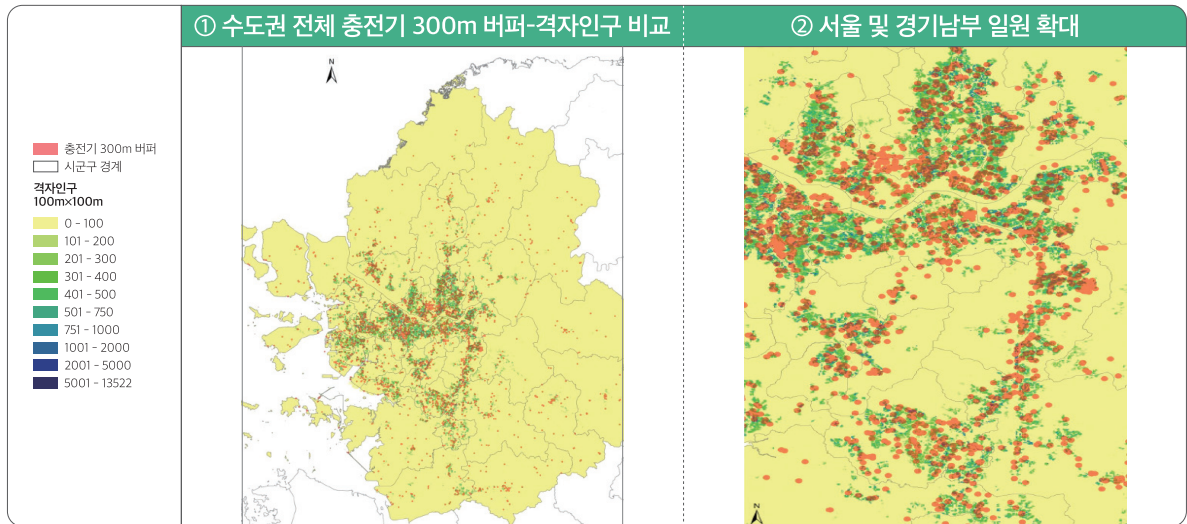 ① 수도권 전체 충전기 300m 버퍼-격자인구 비교
② 서울 및 경기남부 일원 확대
충전기 300m 버퍼
시군구 경계
격자인구
100m×100m
0 - 100
101 - 200
201 - 300
301 - 400
401 - 500
501 - 750
751 - 1000
1001 - 2000
2001 - 5000
5001 - 13522
N
N